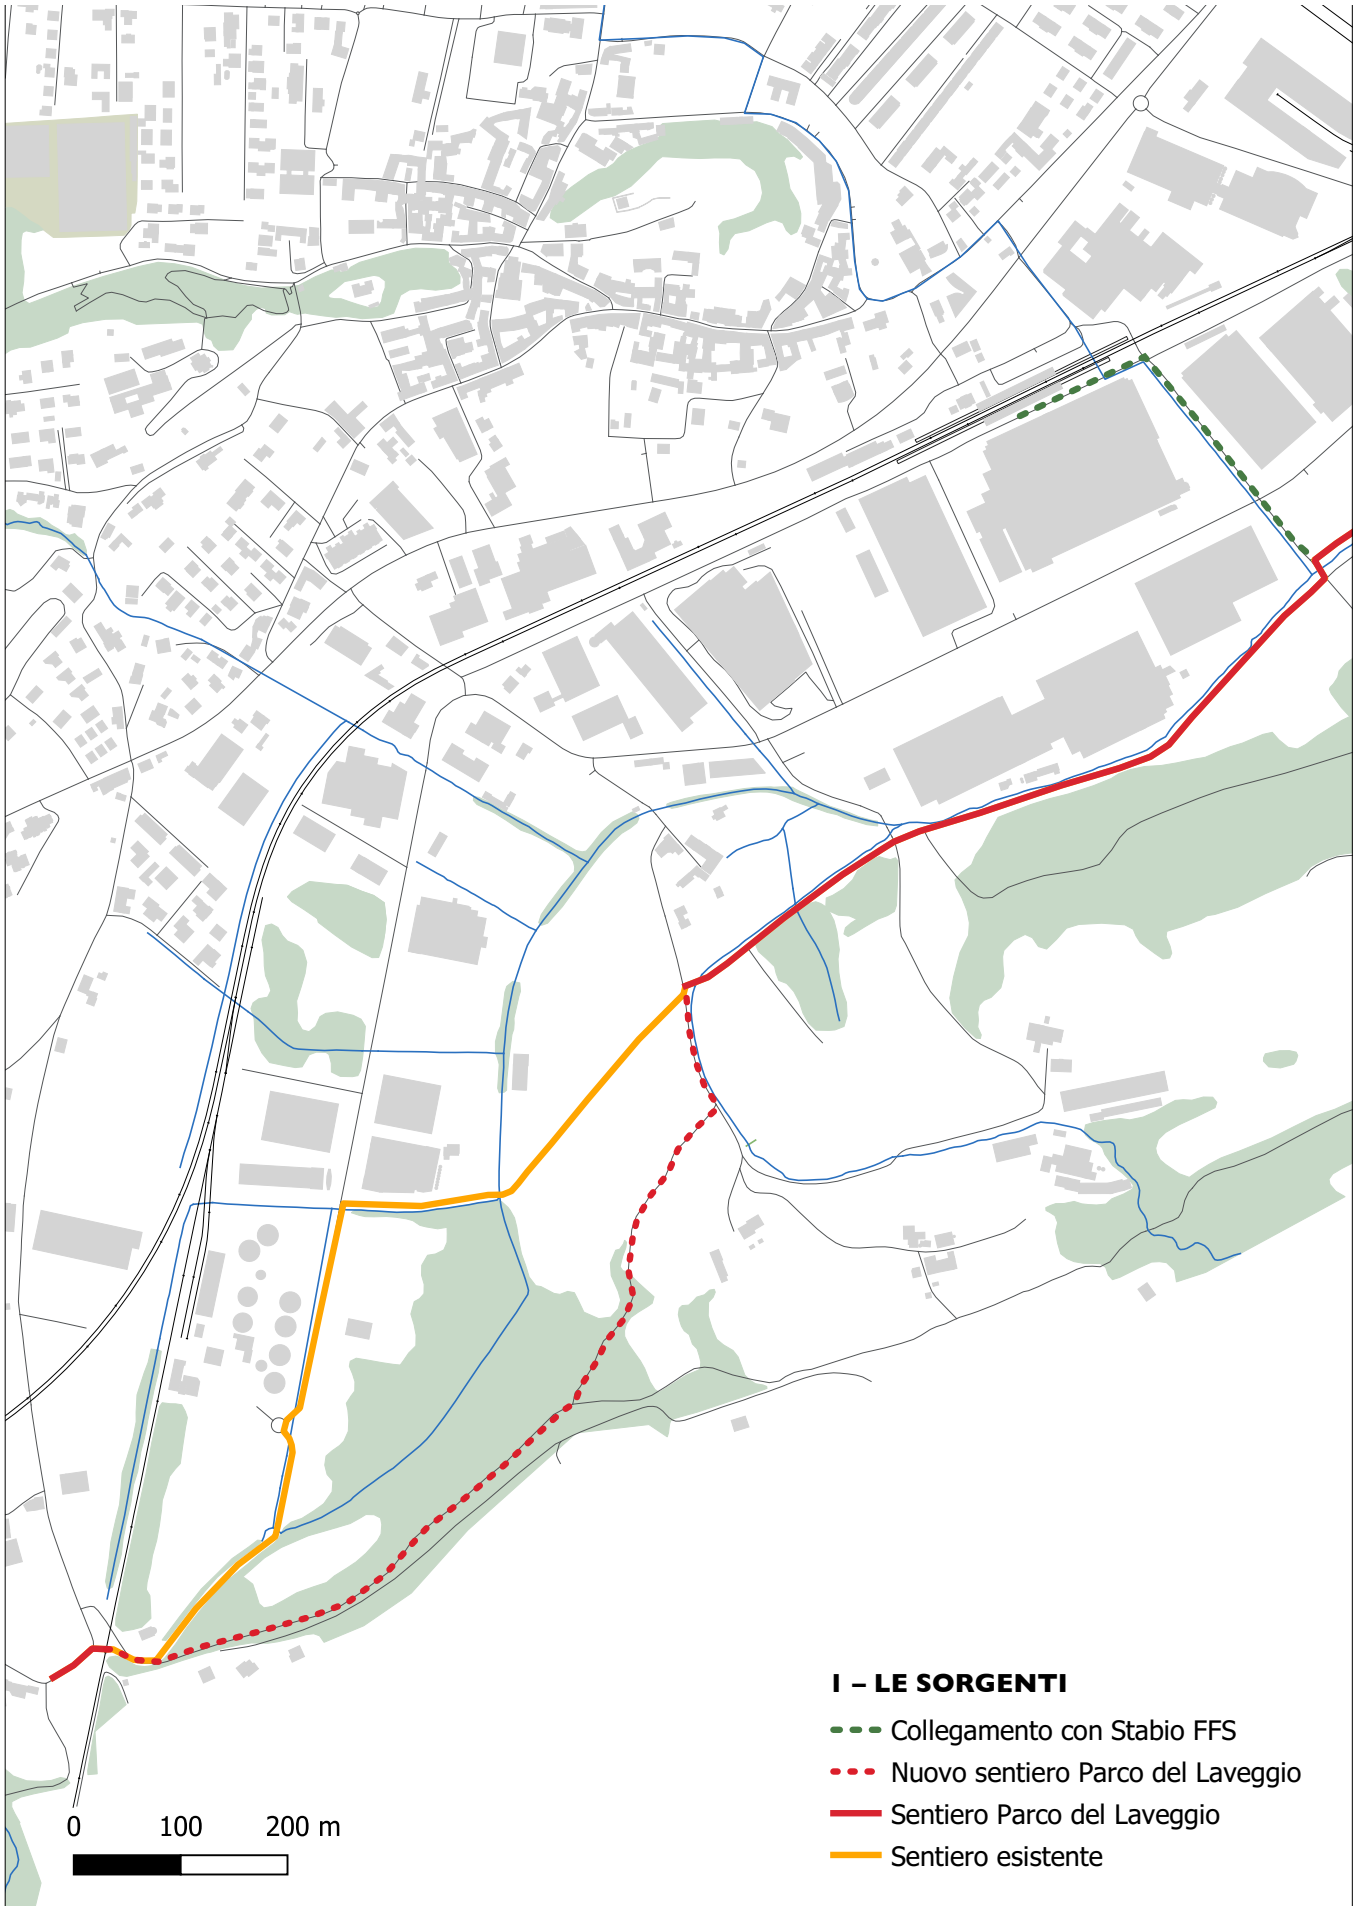 I – LE SORGENTI
Collegamento con Stabio FFS
Nuovo sentiero Parco del Laveggio
Sentiero Parco del Laveggio
Sentiero esistente
0 100 200 m